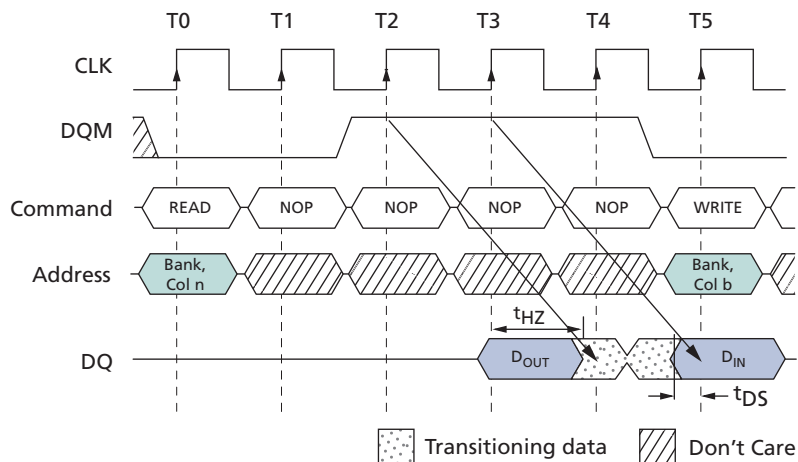 T0 T1 T2 T3 T4 T5
CLK
DQM
Command READ NOP NOP NOP NOP WRITE
Address Bank, Col n Bank, Col b
tHZ
DQ DOUT DIN
tDS
Transitioning data Don't Care